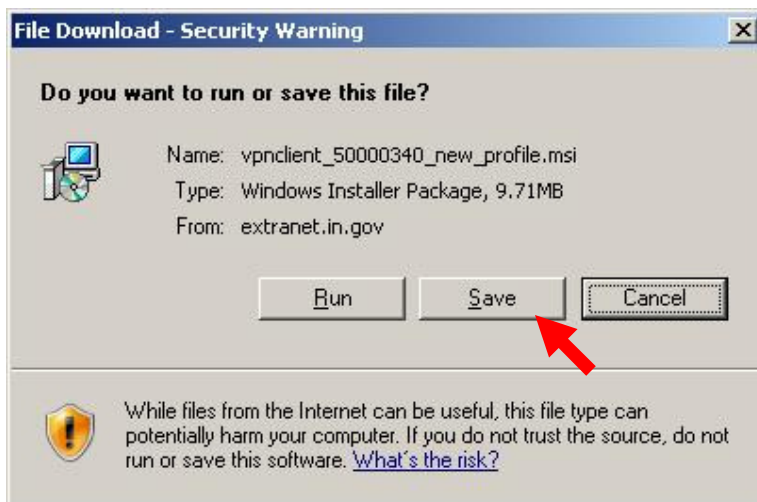 File Download - Security Warning
Do you want to run or save this file?
Name: vpnclient_50000340_new_profile.msi
Type: Windows Installer Package, 9.71MB
From: extranet.in.gov
Run Save Cancel
While files from the Internet can be useful, this file type can
potentially harm your computer. If you do not trust the source, do not
run or save this software. What's the risk?